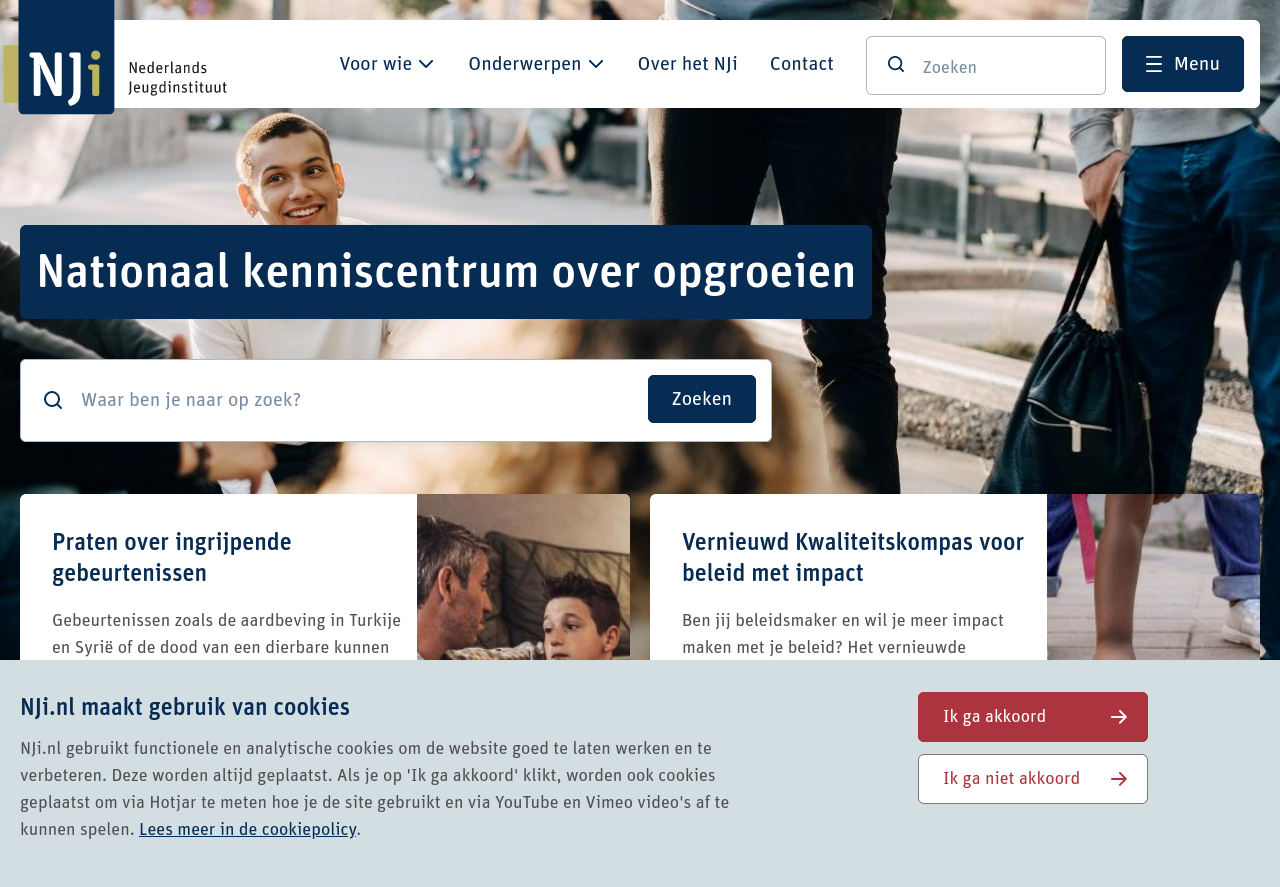 NJi
Nederlands
Jeugdinstituut
Voor wie
Onderwerpen
Over het NJi
Contact
Zoeken
Menu
Nationaal kenniscentrum over opgroeien
Waar ben je naar op zoek?
Zoeken
Praten over ingrijpende
gebeurtenissen
Gebeurtenissen zoals de aardbeving in Turkije
en Syrië of de dood van een dierbare kunnen
Vernieuwd Kwaliteitskompas voor
beleid met impact
Ben jij beleidsmaker en wil je meer impact
maken met je beleid? Het vernieuwde
NJi.nl maakt gebruik van cookies
NJi.nl gebruikt functionele en analytische cookies om de website goed te laten werken en te
verbeteren. Deze worden altijd geplaatst. Als je op 'Ik ga akkoord' klikt, worden ook cookies
geplaatst om via Hotjar te meten hoe je de site gebruikt en via YouTube en Vimeo video's af te
kunnen spelen. Lees meer in de cookiepolicy.
Ik ga akkoord
Ik ga niet akkoord